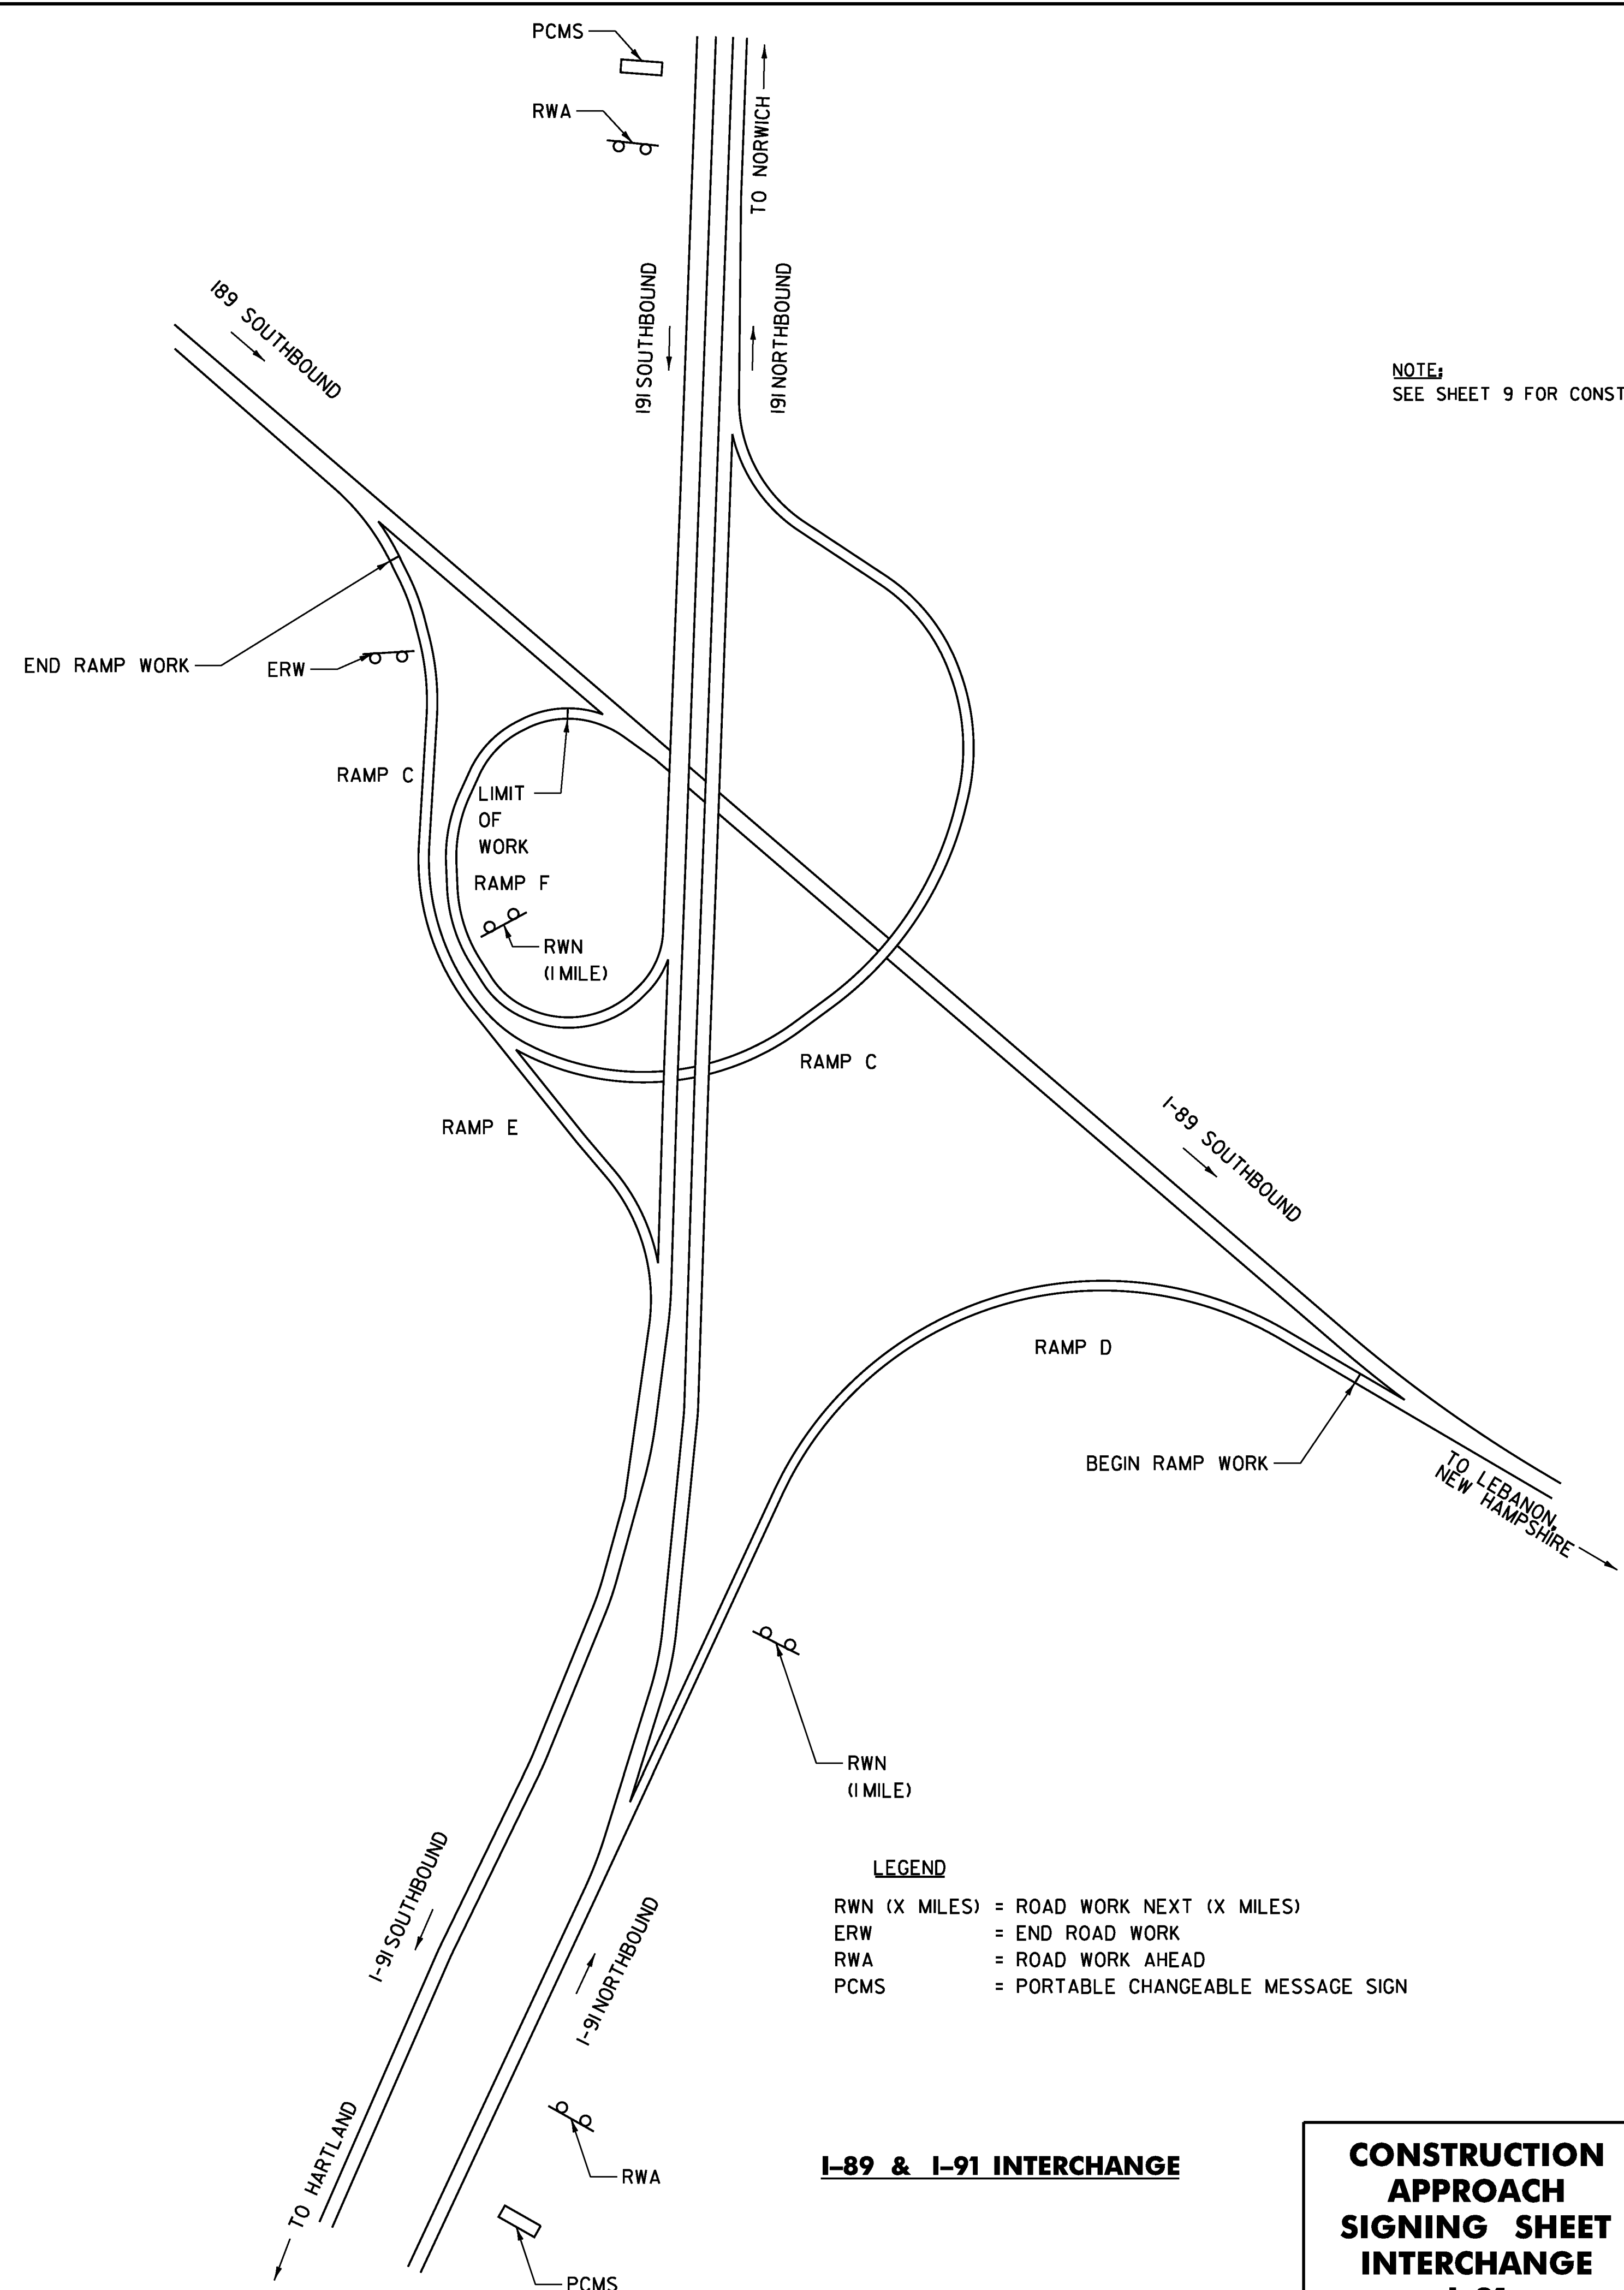 PCMS
RWA
TO NORWICH
I89 SOUTHBOUND
I91 SOUTHBOUND
I91 NORTHBOUND
NOTE:
SEE SHEET 9 FOR CONST
END RAMP WORK
ERW
RAMP C
LIMIT
OF
WORK
RAMP F
RWN
(1 MILE)
RAMP C
RAMP E
I-89 SOUTHBOUND
RAMP D
BEGIN RAMP WORK
TO LEBANON,
NEW HAMPSHIRE
RWN
(1 MILE)
LEGEND
RWN (X MILES) = ROAD WORK NEXT (X MILES)
ERW = END ROAD WORK
RWA = ROAD WORK AHEAD
PCMS = PORTABLE CHANGEABLE MESSAGE SIGN
I-91 SOUTHBOUND
I-91 NORTHBOUND
TO HARTLAND
RWA
PCMS
I-89 & I-91 INTERCHANGE
CONSTRUCTION
APPROACH
SIGNING SHEET
INTERCHANGE